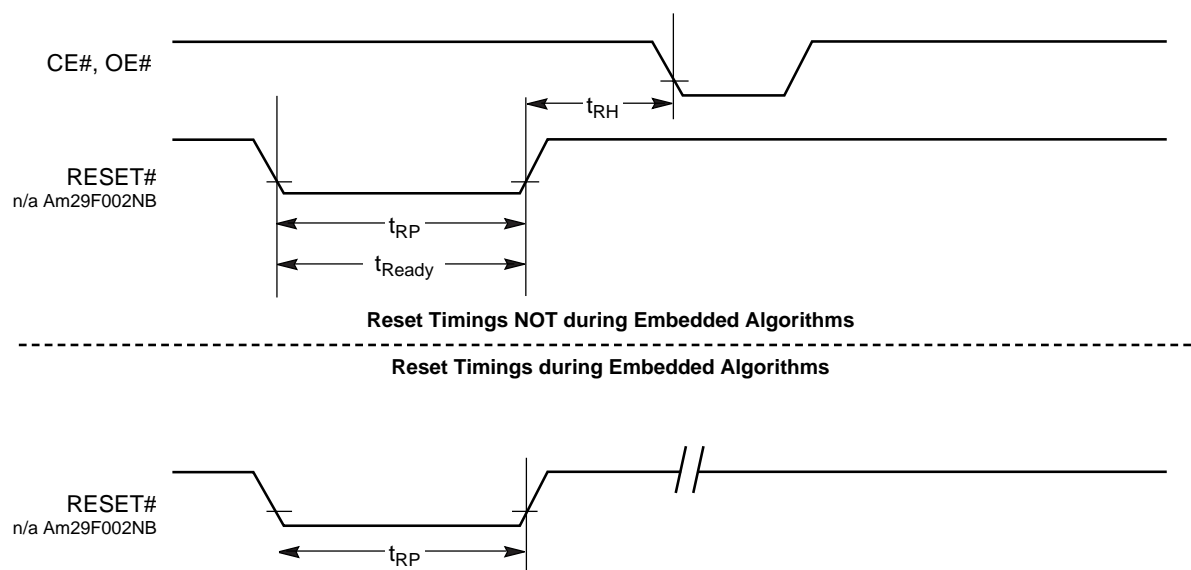 CE#, OE#
tRH
RESET#
n/a Am29F002NB
tRP
tReady
Reset Timings NOT during Embedded Algorithms
Reset Timings during Embedded Algorithms
RESET#
n/a Am29F002NB
tRP